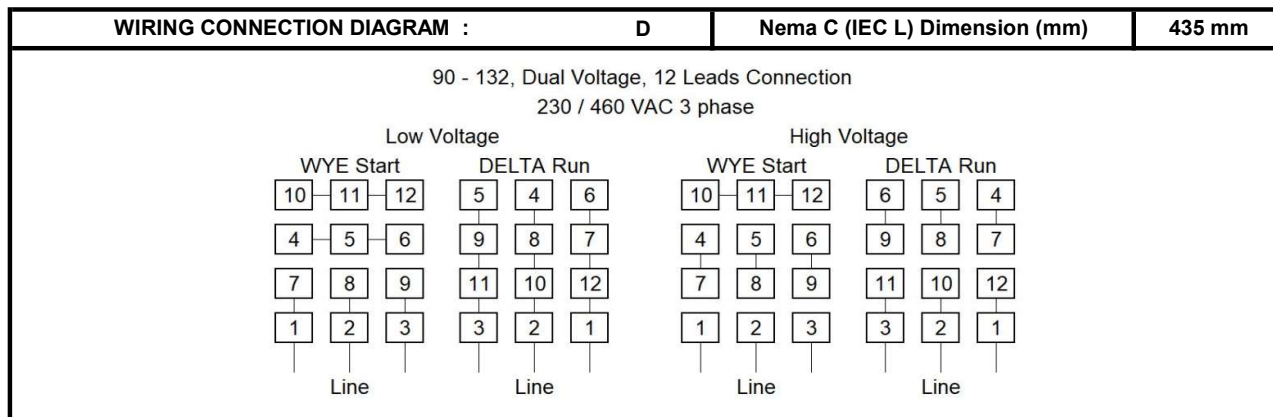 WIRING CONNECTION DIAGRAM : D Nema C (IEC L) Dimension (mm) 435 mm
90 - 132, Dual Voltage, 12 Leads Connection
230 / 460 VAC 3 phase
Low Voltage High Voltage
WYE Start DELTA Run WYE Start DELTA Run
10 11 12 5 4 6 10 11 12 6 5 4
4 5 6 9 8 7 4 5 6 9 8 7
7 8 9 11 10 12 7 8 9 11 10 12
1 2 3 3 2 1 1 2 3 3 2 1
Line Line Line Line